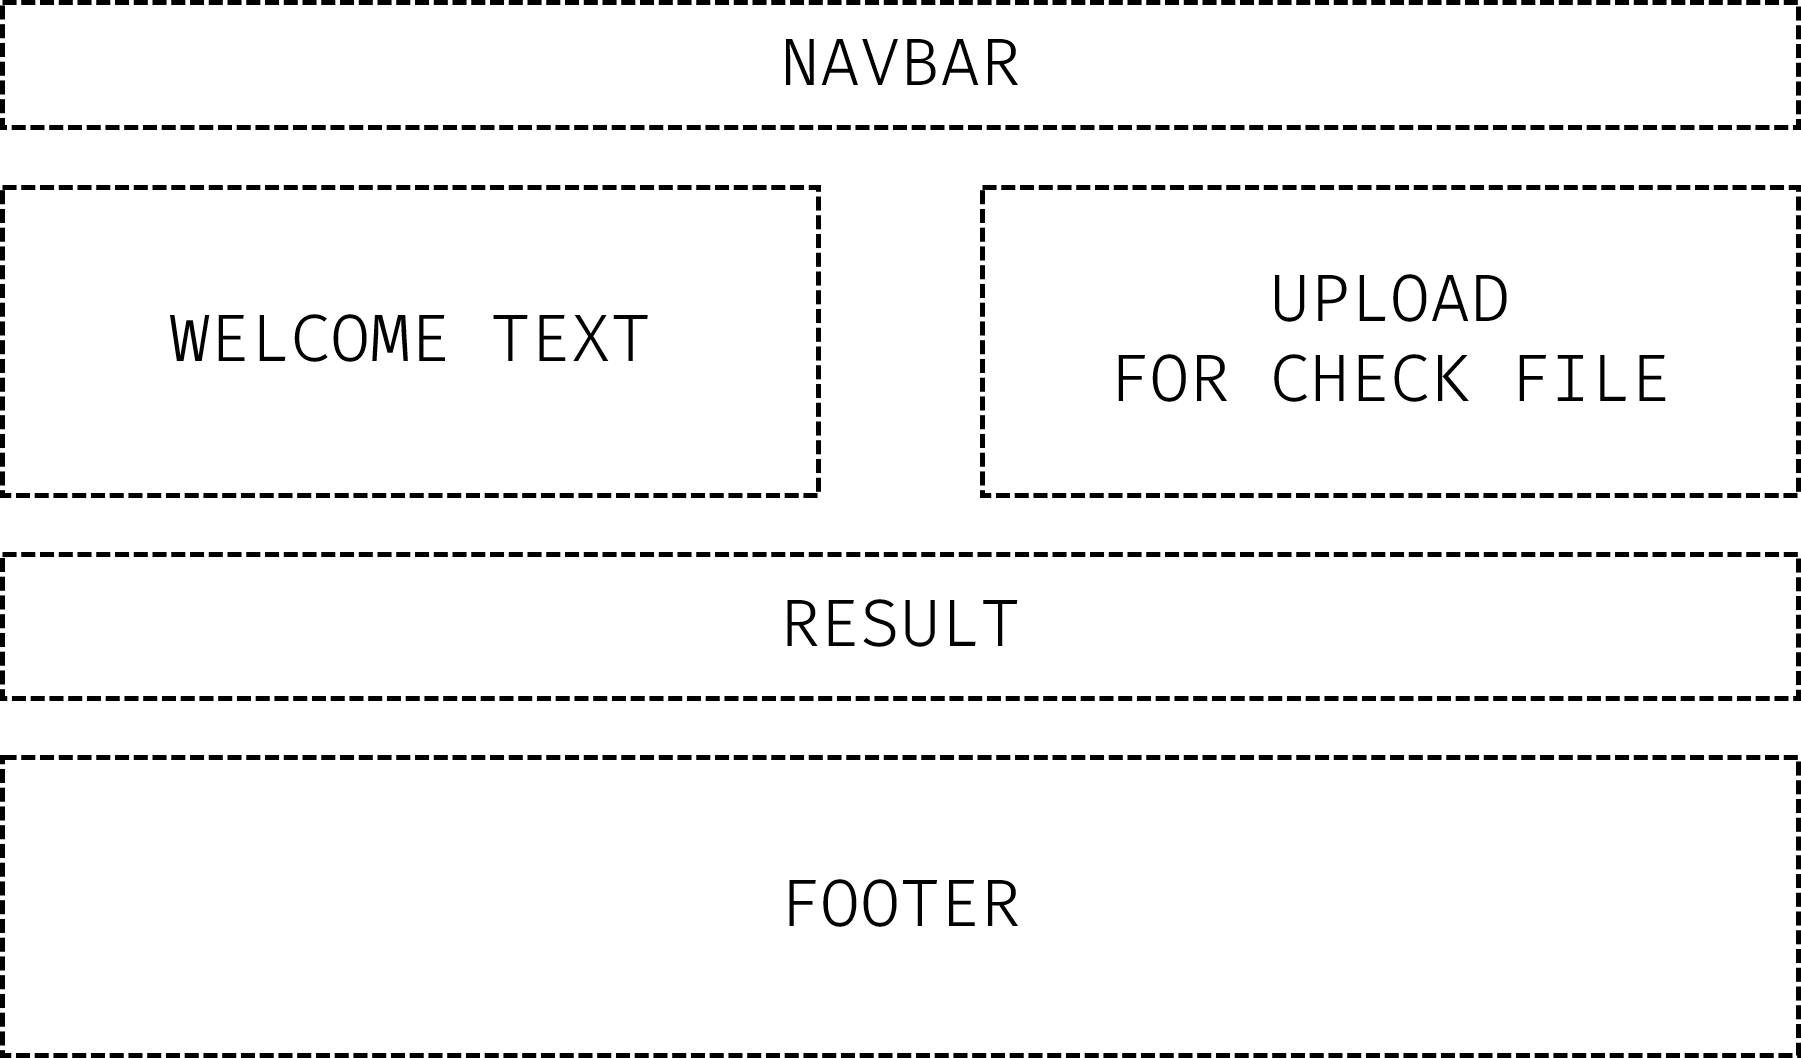 NAVBAR
WELCOME TEXT
UPLOAD
FOR CHECK FILE
RESULT
FOOTER